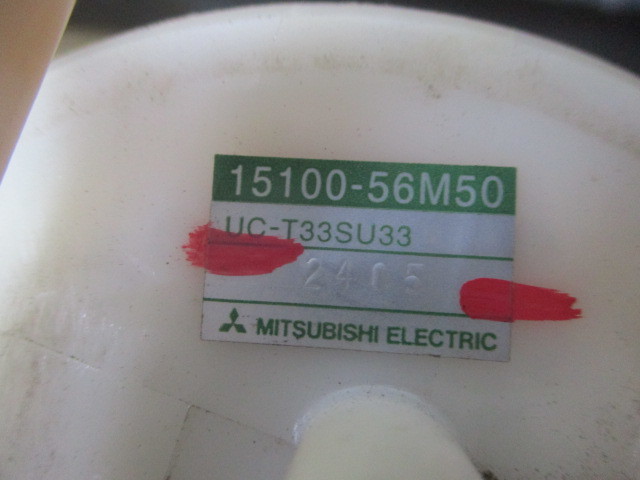 15100-56M50
UC-T33SU33
2405
MITSUBISHI ELECTRIC